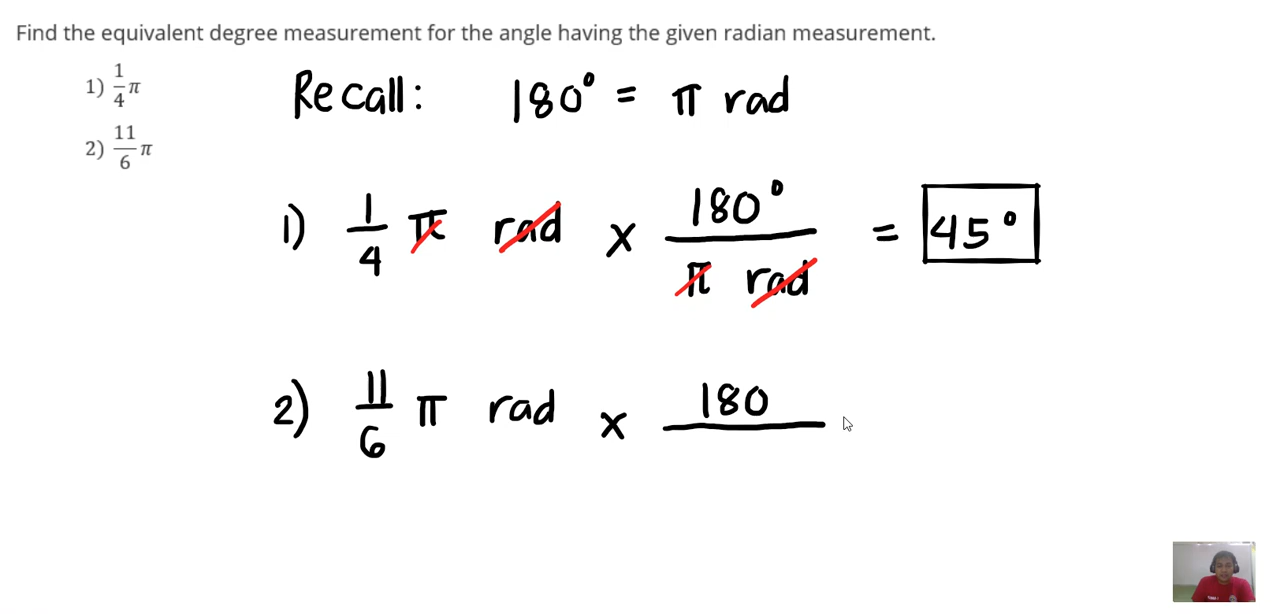 Find the equivalent degree measurement for the angle having the given radian measurement.
1) 1/4 π
2) 11/6 π
Recall: 180° = π rad
1) 1/4 π rad x 180°/π rad = 45°
2) 11/6 π rad x 180